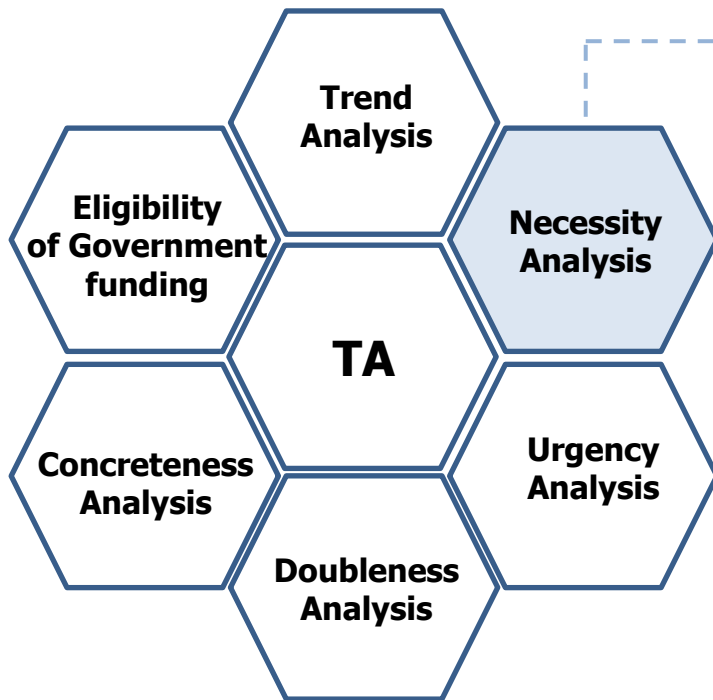 Trend
Analysis
Eligibility
of Government
funding
Necessity
Analysis
TA
Concreteness
Analysis
Urgency
Analysis
Doubleness
Analysis